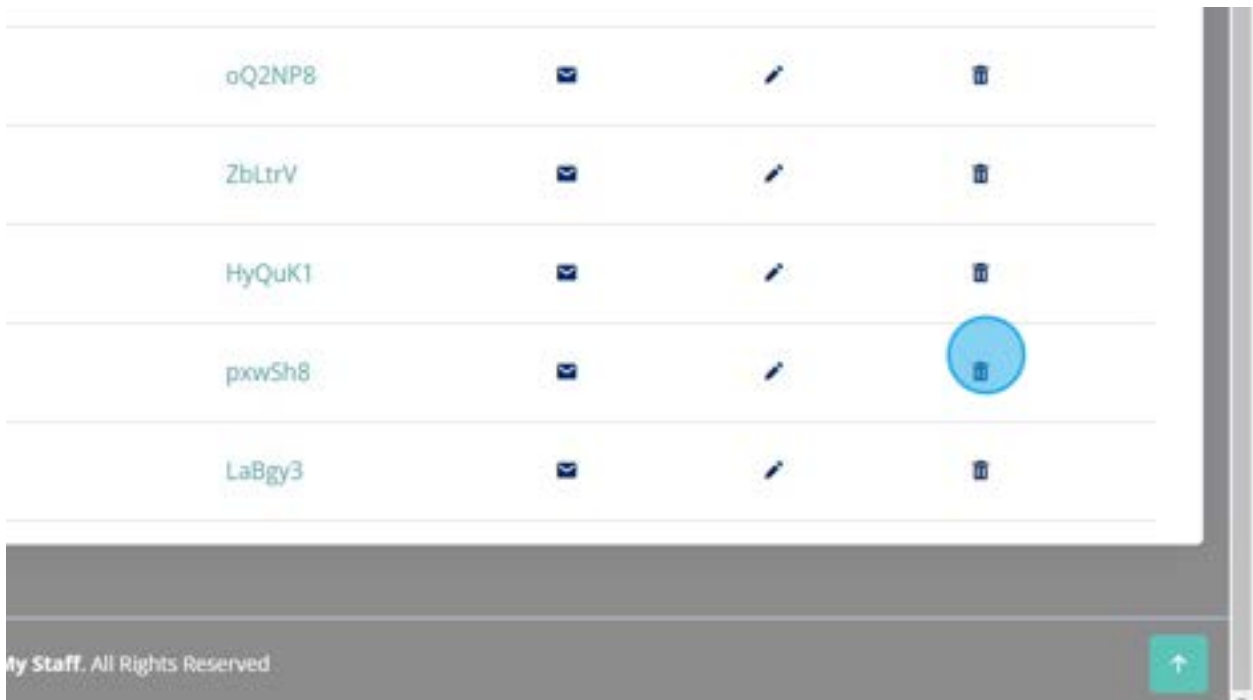 oQ2NP8
ZbLtrV
HyQuK1
pxwSh8
LaBgy3
My Staff. All Rights Reserved